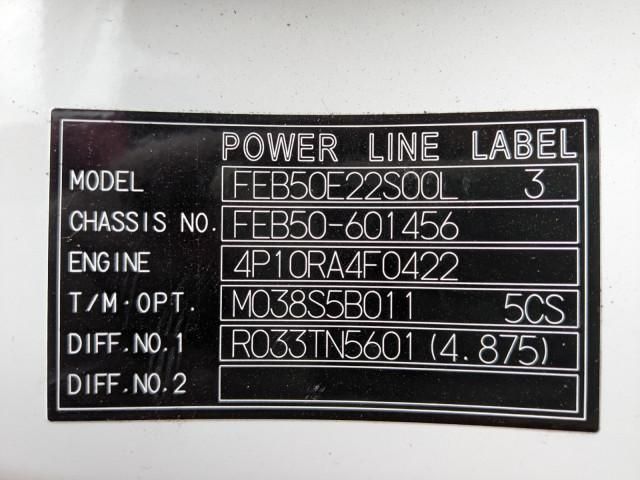 POWER LINE LABEL
MODEL FEB50E22S00L 3
CHASSIS NO. FEB50-601456
ENGINE 4P10RA4F0422
T/M·OPT. M038S5B011 5CS
DIFF.NO.1 R033TN5601 (4.875)
DIFF.NO.2